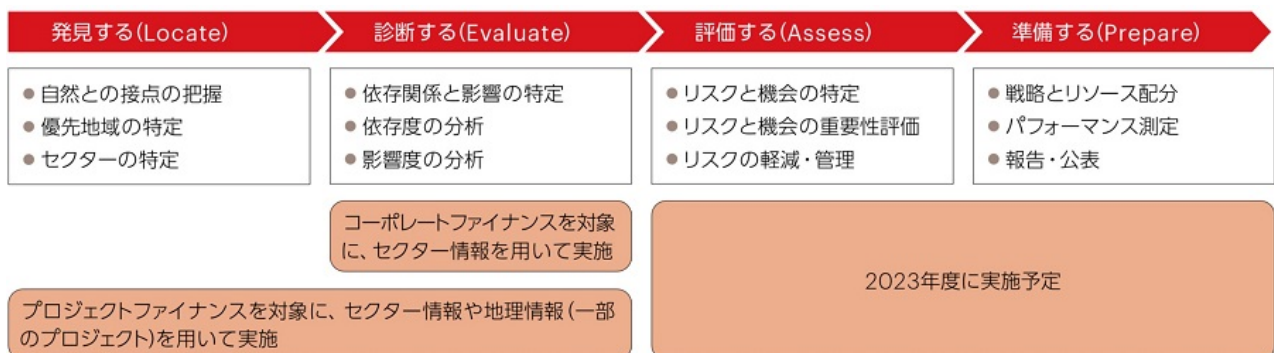 発見する(Locate)
診断する(Evaluate)
評価する(Assess)
準備する(Prepare)
●自然との接点の把握
●優先地域の特定
●セクターの特定
●依存関係と影響の特定
●依存度の分析
●影響度の分析
●リスクと機会の特定
●リスクと機会の重要性評価
●リスクの軽減・管理
●戦略とリソース配分
●パフォーマンス測定
●報告・公表
コーポレートファイナンスを対象
に、セクター情報を用いて実施
プロジェクトファイナンスを対象に、セクター情報や地理情報(一部
のプロジェクト)を用いて実施
2023年度に実施予定